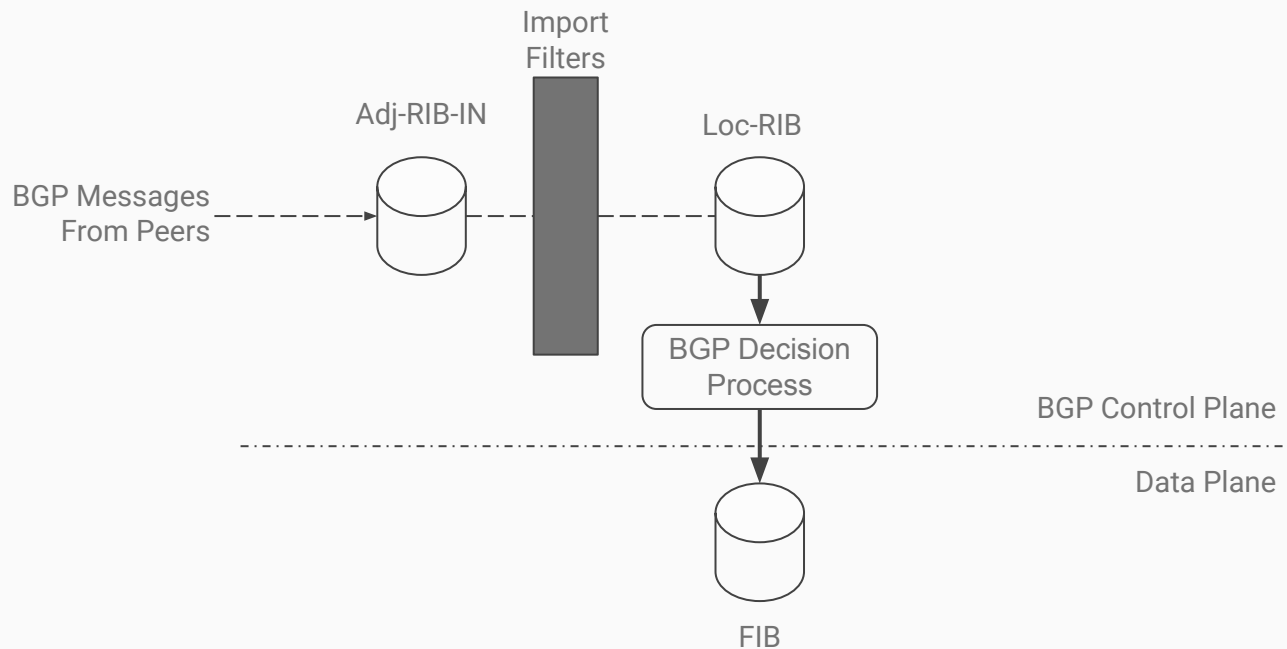 Import
Filters
Adj-RIB-IN
Loc-RIB
BGP Messages
From Peers
BGP Decision
Process
BGP Control Plane
Data Plane
FIB